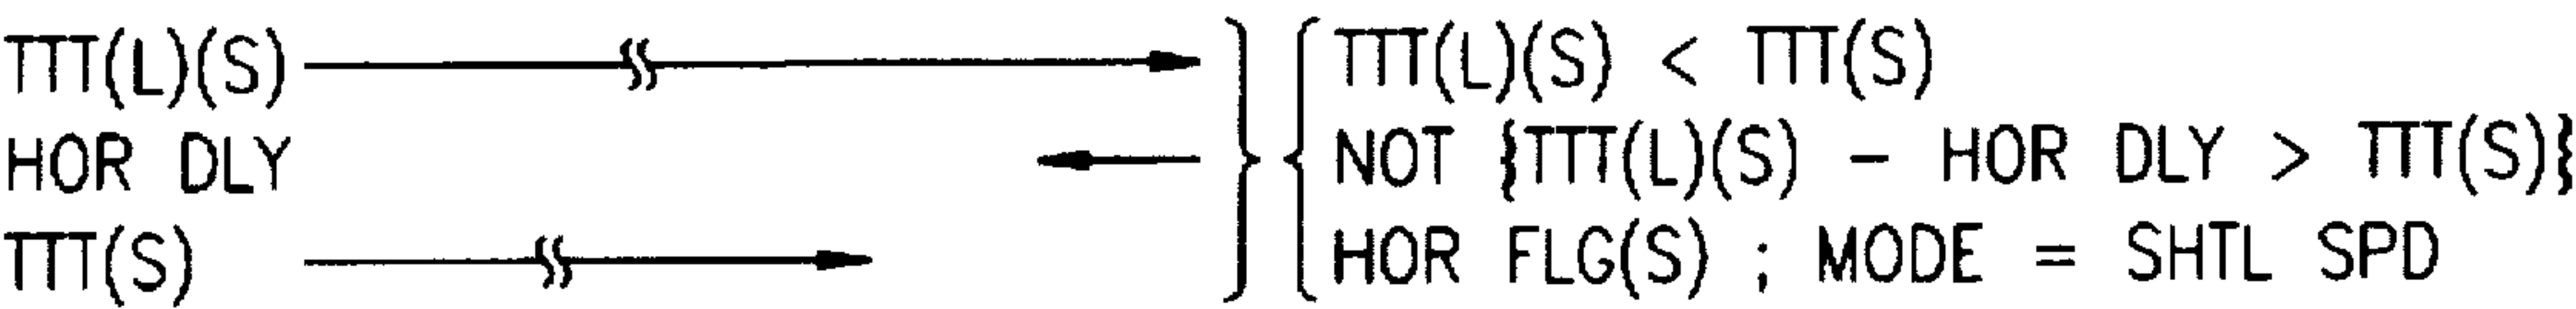 TTT(L)(S) TTT(L)(S) < TTT(S)
HOR DLY NOT {TTT(L)(S) - HOR DLY > TTT(S)}
TTT(S) HOR FLG(S) ; MODE = SHTL SPD